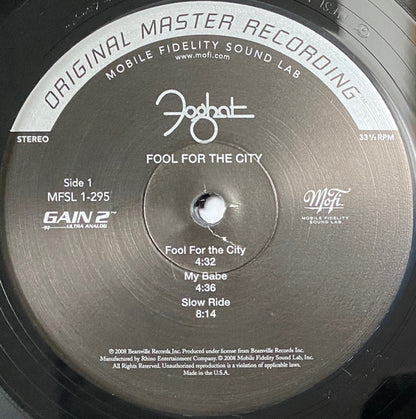 ORIGINAL MASTER RECORDING™
MOBILE FIDELITY SOUND LAB
www.mofi.com
Foghat
STEREO
33 ⅓ RPM
FOOL FOR THE CITY
Side 1
MFSL 1-295
GAIN 2™
ULTRA ANALOG
MoFi
MOBILE FIDELITY
SOUND LAB
Fool For the City
4:32
My Babe
4:36
Slow Ride
8:14
℗ 2008 Bearsville Records Inc. Produced under license from Bearsville Records Inc.
Manufactured by Rhino Entertainment Company. © 2008 Mobile Fidelity Sound Lab, Inc.
All Rights Reserved. Unauthorized reproduction is a violation of applicable laws.
Made in the U.S.A.